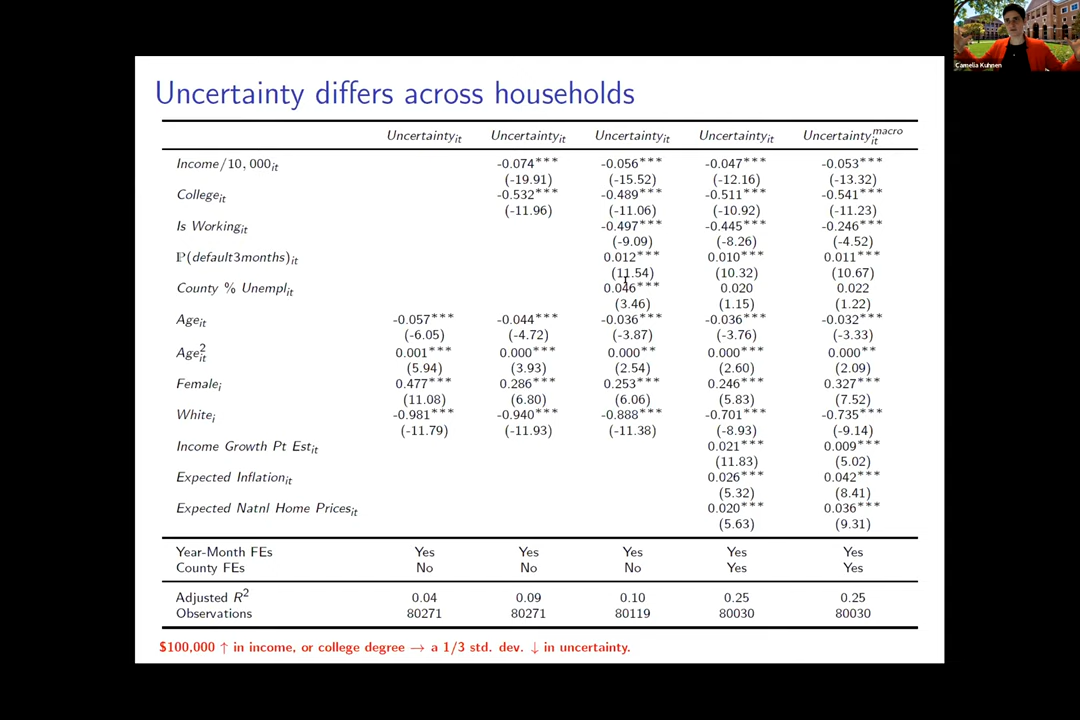 Camelia Kuhnen
Uncertainty differs across households
Uncertainty_it Uncertainty_it Uncertainty_it Uncertainty_it Uncertainty_it^macro
Income/10,000_it -0.074*** -0.056*** -0.047*** -0.053***
(-19.91) (-15.52) (-12.16) (-13.32)
College_it -0.532*** -0.489*** -0.511*** -0.541***
(-11.96) (-11.06) (-10.92) (-11.23)
Is Working_it -0.497*** -0.445*** -0.246***
(-9.09) (-8.26) (-4.52)
ℙ(default3months)_it 0.012*** 0.010*** 0.011***
(11.54) (10.32) (10.67)
County % Unempl_it 0.046*** 0.020 0.022
(3.46) (1.15) (1.22)
Age_it -0.057*** -0.044*** -0.036*** -0.036*** -0.032***
(-6.05) (-4.72) (-3.87) (-3.76) (-3.33)
Age²_it 0.001*** 0.000*** 0.000** 0.000*** 0.000**
(5.94) (3.93) (2.54) (2.60) (2.09)
Female_i 0.477*** 0.286*** 0.253*** 0.246*** 0.327***
(11.08) (6.80) (6.06) (5.83) (7.52)
White_i -0.981*** -0.940*** -0.888*** -0.701*** -0.735***
(-11.79) (-11.93) (-11.38) (-8.93) (-9.14)
Income Growth Pt Est_it 0.021*** 0.009***
(11.83) (5.02)
Expected Inflation_it 0.026*** 0.042***
(5.32) (8.41)
Expected Natnl Home Prices_it 0.020*** 0.036***
(5.63) (9.31)
Year-Month FEs Yes Yes Yes Yes Yes
County FEs No No No Yes Yes
Adjusted R² 0.04 0.09 0.10 0.25 0.25
Observations 80271 80271 80119 80030 80030
$100,000 ↑ in income, or college degree → a 1/3 std. dev. ↓ in uncertainty.